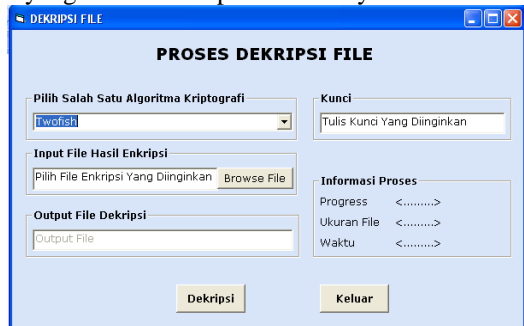 DEKRIPSI FILE
PROSES DEKRIPSI FILE
Pilih Salah Satu Algoritma Kriptografi
Twofish
Kunci
Tulis Kunci Yang Diinginkan
Input File Hasil Enkripsi
Pilih File Enkripsi Yang Diinginkan
Browse File
Output File Dekripsi
Output File
Informasi Proses
Progress <.........>
Ukuran File <.........>
Waktu <.........>
Dekripsi
Keluar